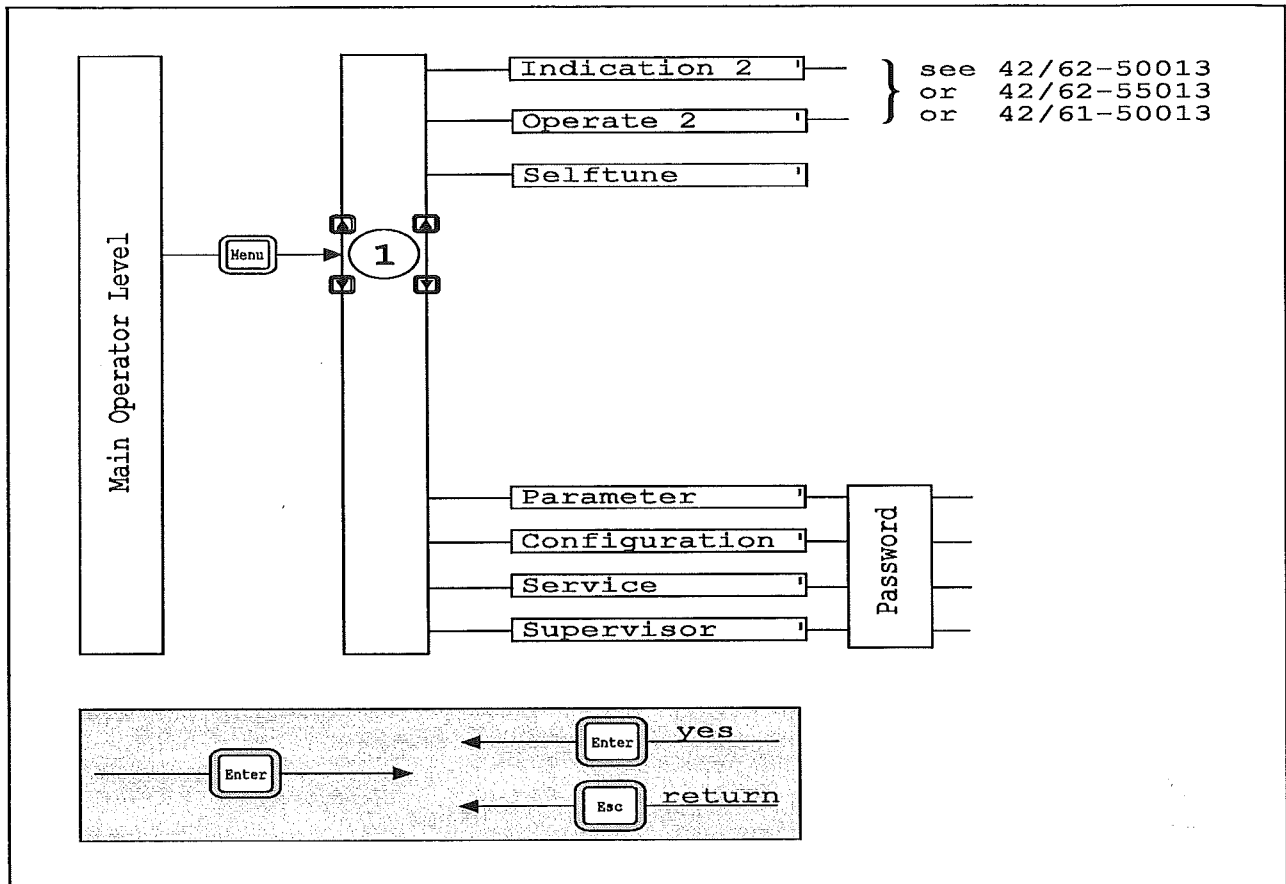 Indication 2
see 42/62-50013
or 42/62-55013
or 42/61-50013
Operate 2
Selftune
Main Operator Level
Menu
1
Parameter
Configuration
Service
Supervisor
Password
Enter
Enter yes
Esc return